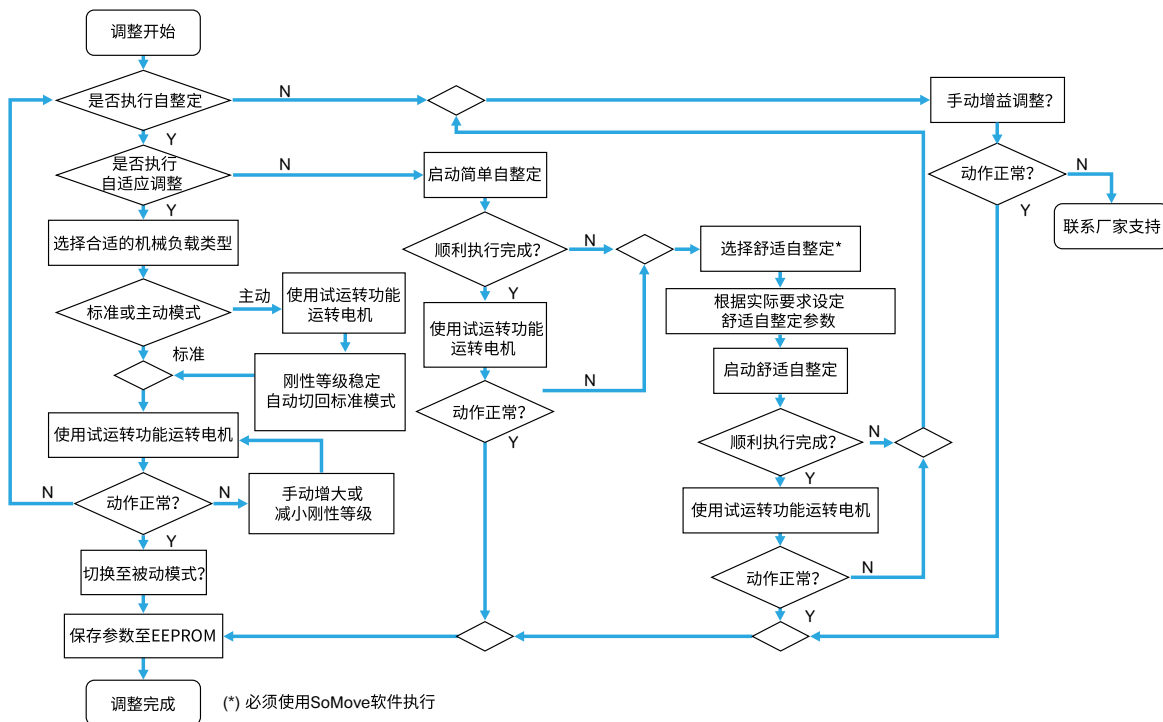 调整开始
是否执行自整定
N
Y
手动增益调整?
是否执行
自适应调整
N
Y
启动简单自整定
动作正常?
N
Y
联系厂家支持
选择合适的机械负载类型
顺利执行完成?
N
Y
选择舒适自整定*
标准或主动模式
主动
标准
使用试运转功能
运转电机
根据实际要求设定
舒适自整定参数
使用试运转功能
运转电机
N
启动舒适自整定
刚性等级稳定
自动切回标准模式
动作正常?
Y
使用试运转功能运转电机
顺利执行完成?
N
Y
动作正常?
N
N
Y
手动增大或
减小刚性等级
使用试运转功能运转电机
切换至被动模式?
动作正常?
N
Y
保存参数至EEPROM
调整完成
(*) 必须使用SoMove软件执行